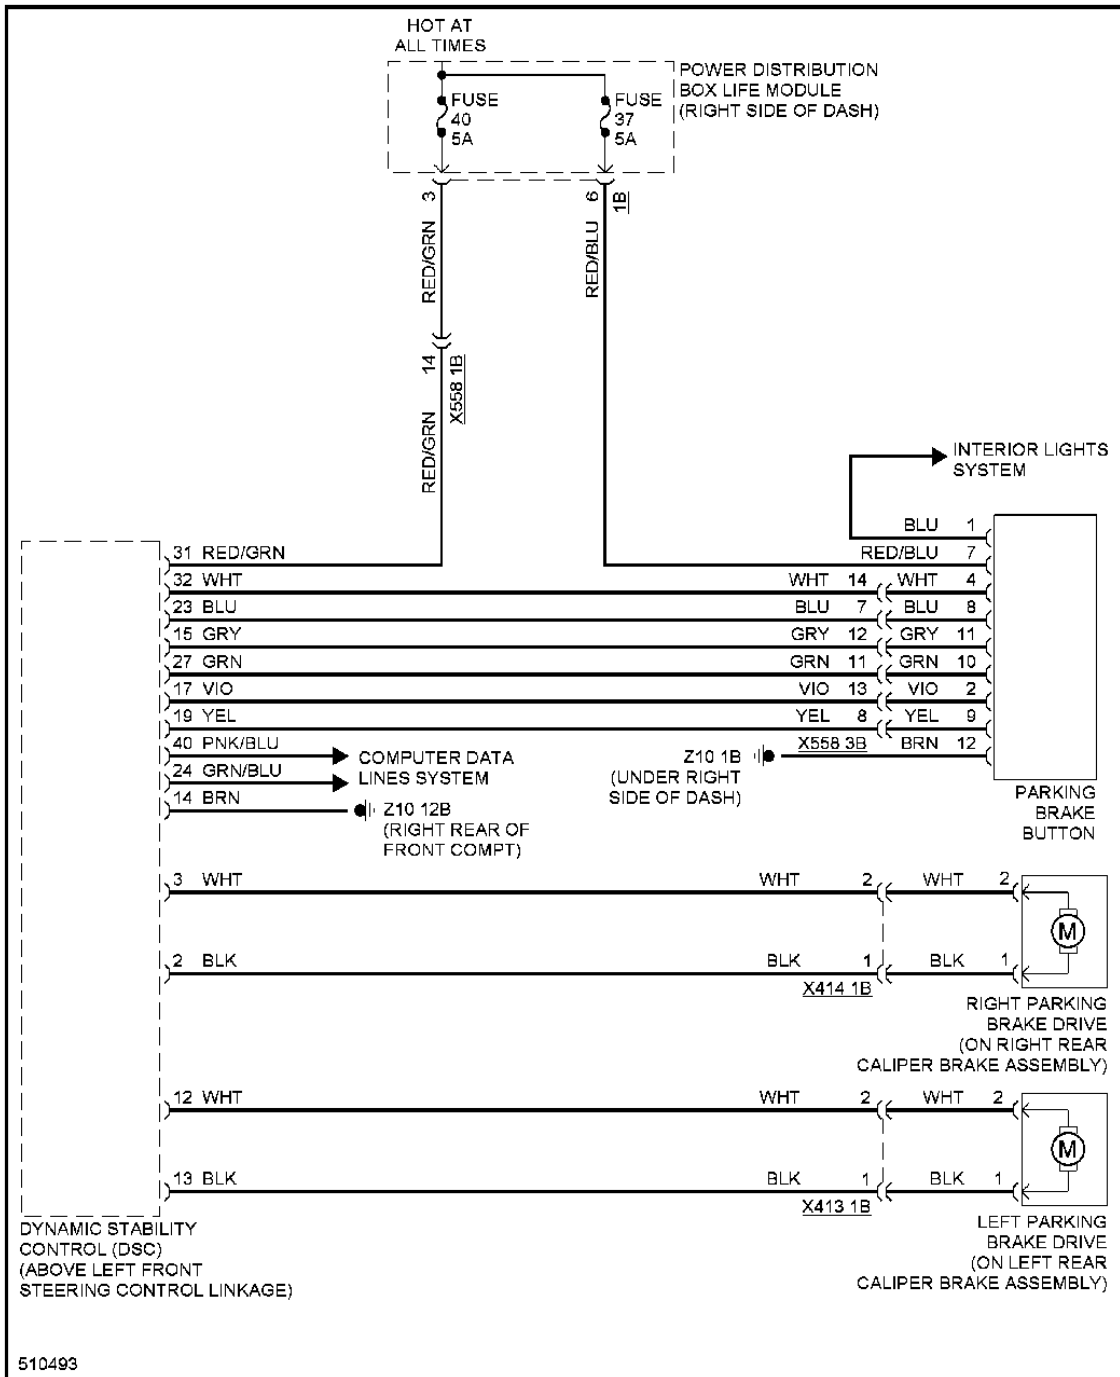 HOT AT
ALL TIMES
POWER DISTRIBUTION
BOX LIFE MODULE
(RIGHT SIDE OF DASH)
FUSE
40
5A
FUSE
37
5A
3
6
1B
RED/GRN
RED/BLU
14
X558 1B
RED/GRN
INTERIOR LIGHTS
SYSTEM
BLU 1
31 RED/GRN
RED/BLU 7
32 WHT
WHT 14 WHT 4
23 BLU
BLU 7 BLU 8
15 GRY
GRY 12 GRY 11
27 GRN
GRN 11 GRN 10
17 VIO
VIO 13 VIO 2
19 YEL
YEL 8 YEL 9
X558 3B
BRN 12
40 PNK/BLU
24 GRN/BLU
COMPUTER DATA
LINES SYSTEM
14 BRN
Z10 12B
(RIGHT REAR OF
FRONT COMPT)
Z10 1B
(UNDER RIGHT
SIDE OF DASH)
PARKING
BRAKE
BUTTON
3 WHT
WHT 2 WHT 2
M
2 BLK
BLK 1 BLK 1
X414 1B
RIGHT PARKING
BRAKE DRIVE
(ON RIGHT REAR
CALIPER BRAKE ASSEMBLY)
12 WHT
WHT 2 WHT 2
M
13 BLK
BLK 1 BLK 1
X413 1B
LEFT PARKING
BRAKE DRIVE
(ON LEFT REAR
CALIPER BRAKE ASSEMBLY)
DYNAMIC STABILITY
CONTROL (DSC)
(ABOVE LEFT FRONT
STEERING CONTROL LINKAGE)
510493